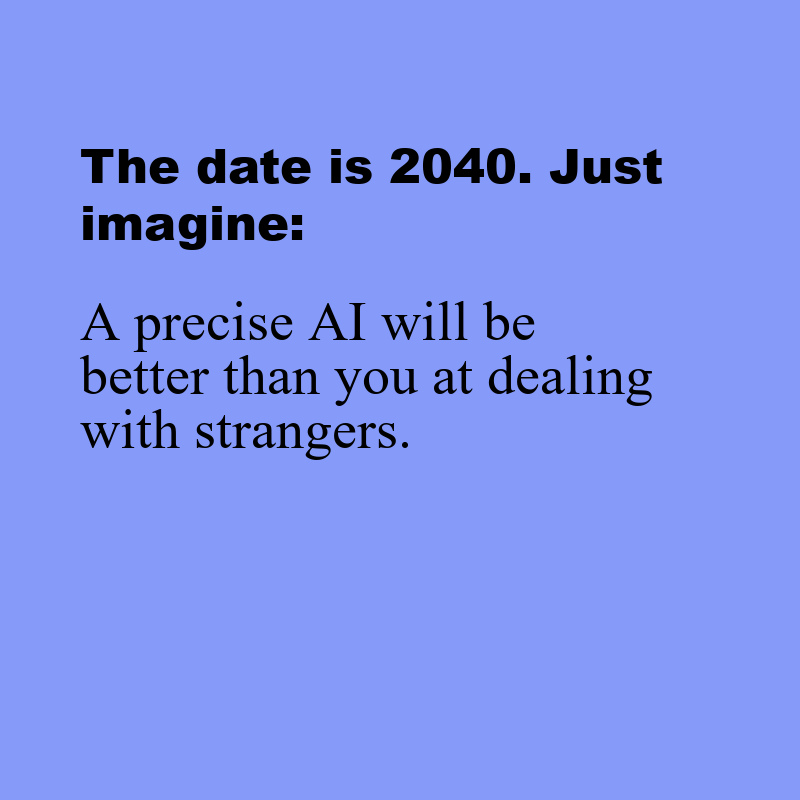 The date is 2040. Just
imagine:
A precise AI will be
better than you at dealing
with strangers.